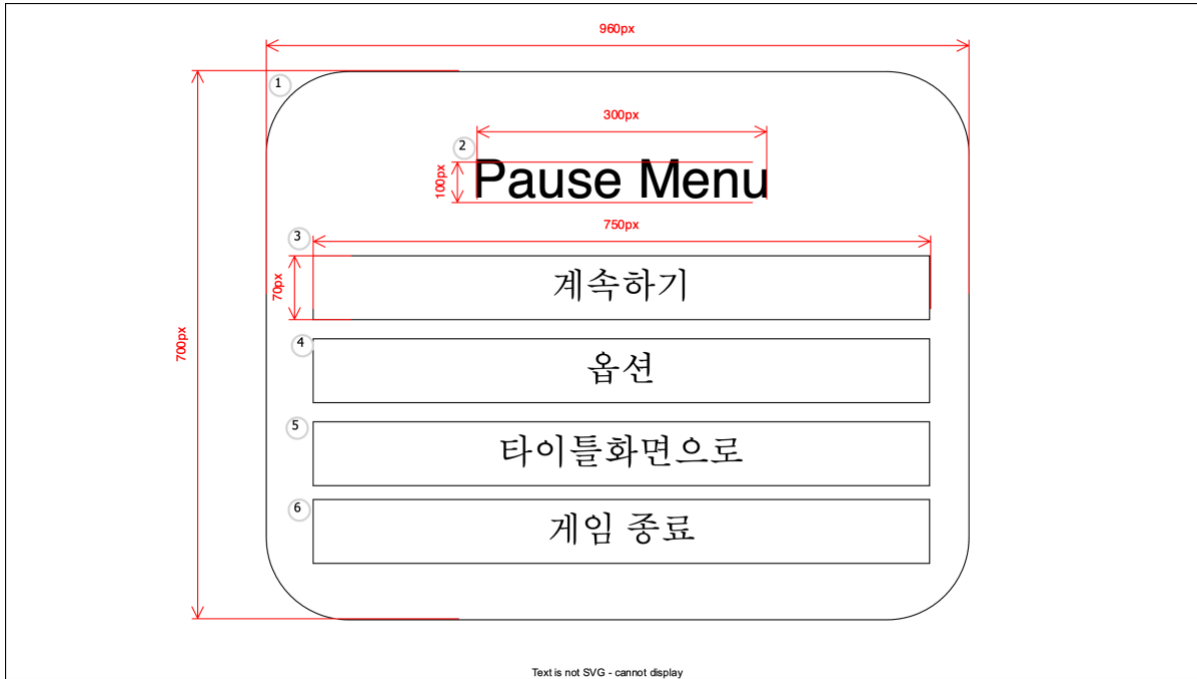 960px
1
300px
2
100px
Pause Menu
750px
3
70px
계속하기
700px
4
옵션
5
타이틀화면으로
6
게임 종료
Text is not SVG - cannot display